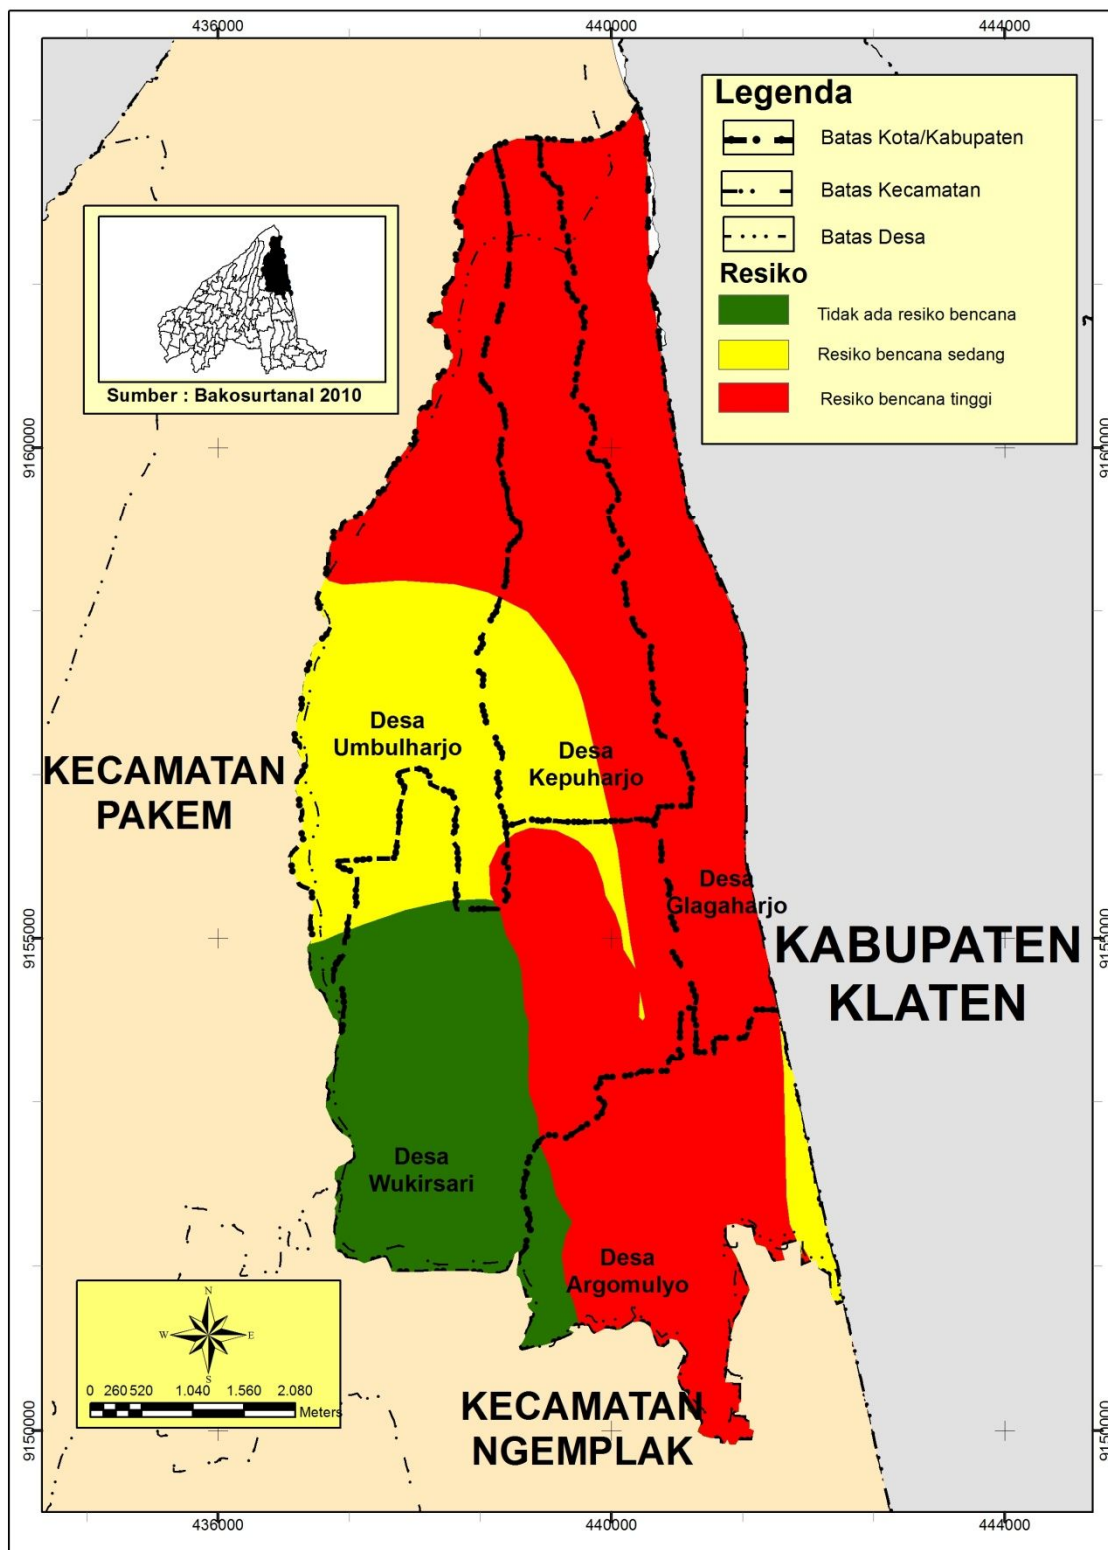 436000
440000
444000
Legenda
Batas Kota/Kabupaten
Batas Kecamatan
Batas Desa
Resiko
Tidak ada resiko bencana
Resiko bencana sedang
Resiko bencana tinggi
Sumber : Bakosurtanal 2010
9160000
9160000
Desa
Umbulharjo
Desa
Kepuharjo
KECAMATAN
PAKEM
Desa
Glagaharjo
9155000
9155000
KABUPATEN
KLATEN
Desa
Wukirsari
Desa
Argomulyo
N
W
E
S
0 260 520 1.040 1.560 2.080
Meters
KECAMATAN
NGEMPLAK
9150000
9150000
436000
440000
444000